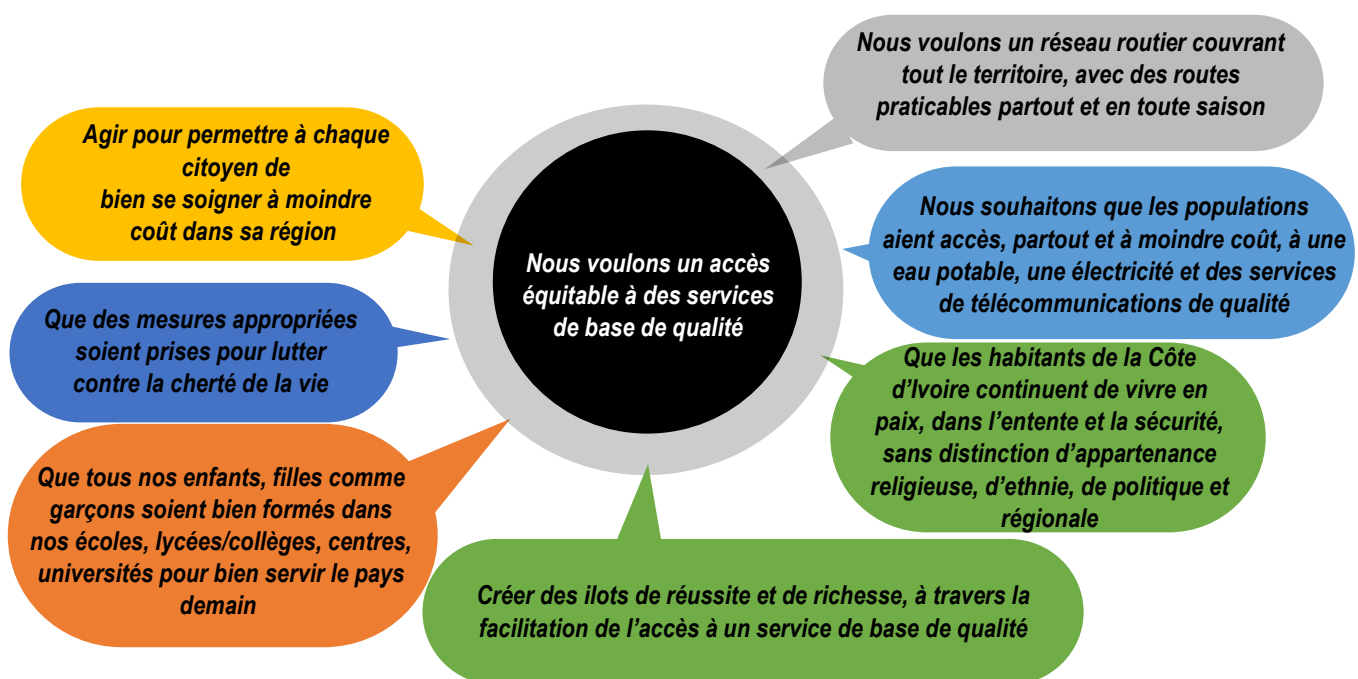 Nous voulons un réseau routier couvrant
tout le territoire, avec des routes
praticables partout et en toute saison
Agir pour permettre à chaque
citoyen de
bien se soigner à moindre
coût dans sa région
Nous souhaitons que les populations
aient accès, partout et à moindre coût, à une
eau potable, une électricité et des services
de télécommunications de qualité
Nous voulons un accès
équitable à des services
de base de qualité
Que des mesures appropriées
soient prises pour lutter
contre la cherté de la vie
Que les habitants de la Côte
d’Ivoire continuent de vivre en
paix, dans l’entente et la sécurité,
sans distinction d’appartenance
religieuse, d’ethnie, de politique et
régionale
Que tous nos enfants, filles comme
garçons soient bien formés dans
nos écoles, lycées/collèges, centres,
universités pour bien servir le pays
demain
Créer des ilots de réussite et de richesse, à travers la
facilitation de l’accès à un service de base de qualité